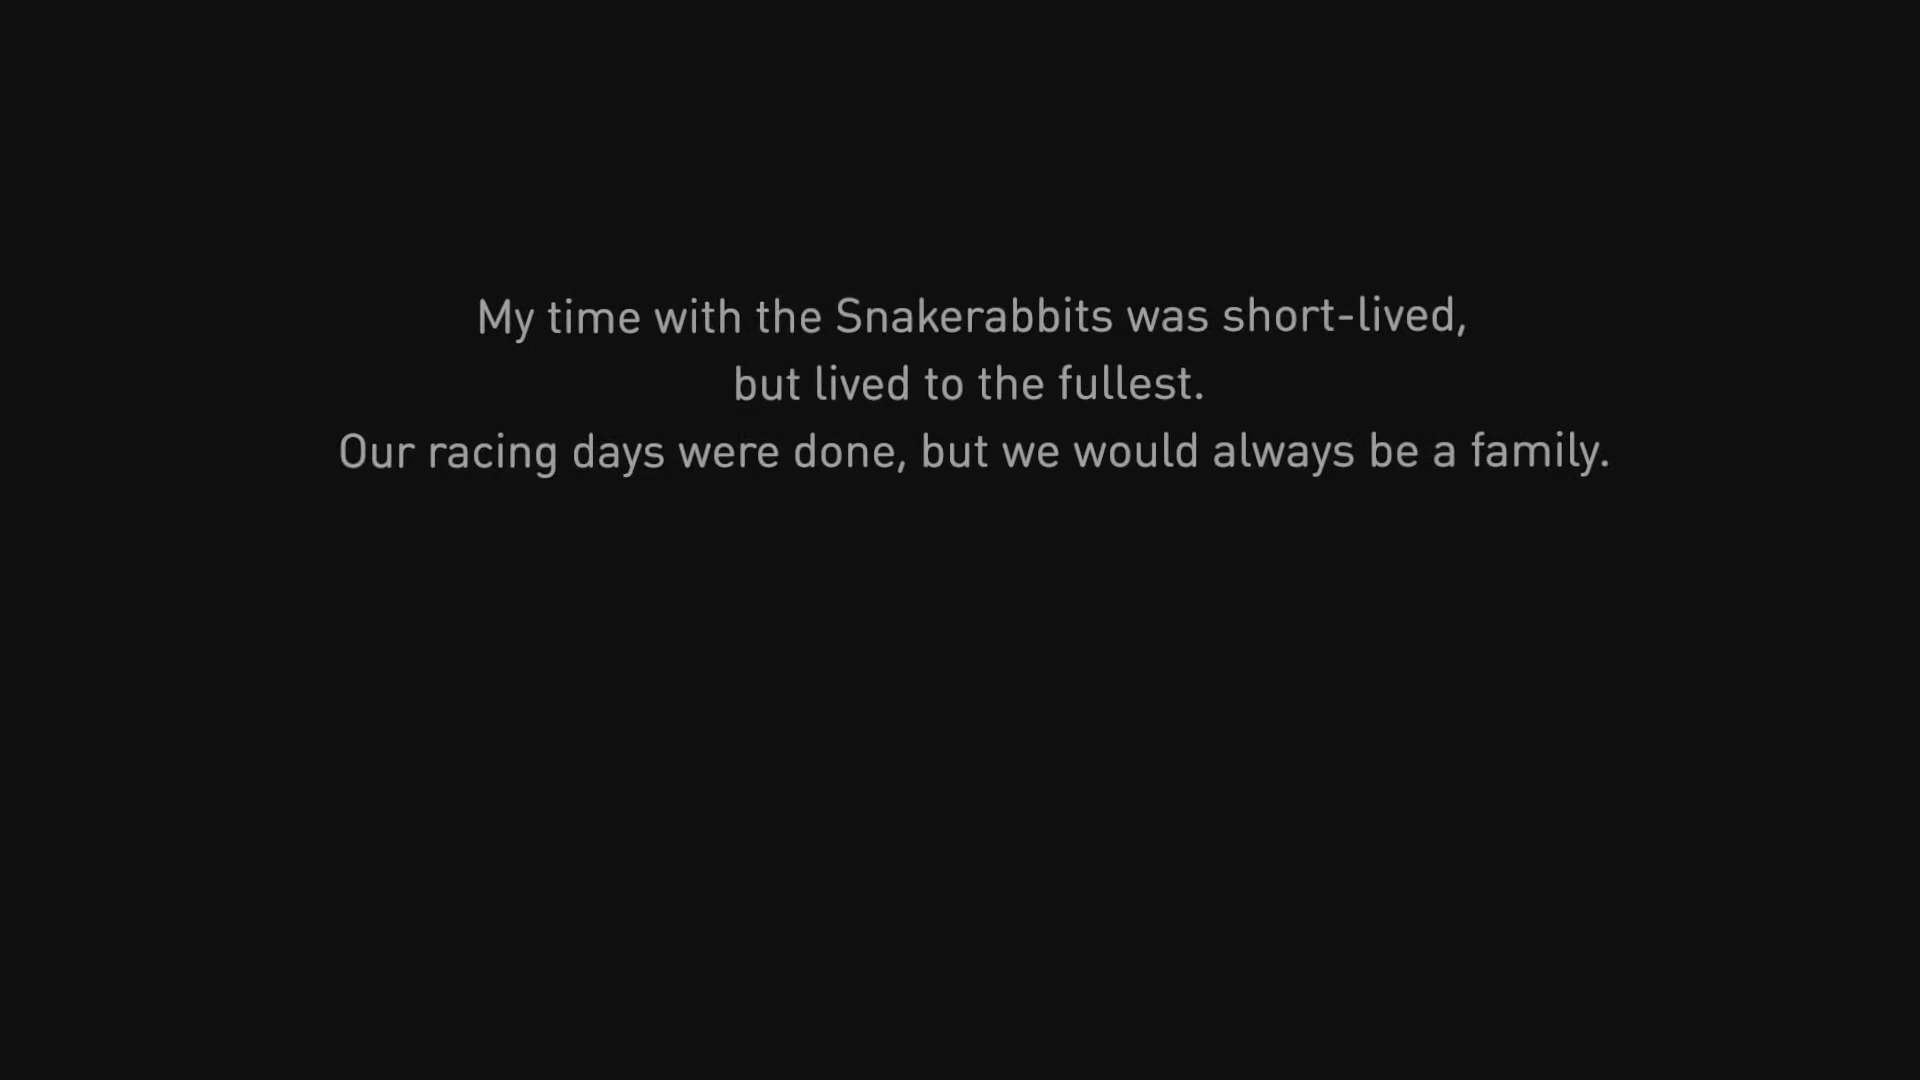 My time with the Snakerabbits was short-lived,
but lived to the fullest.
Our racing days were done, but we would always be a family.